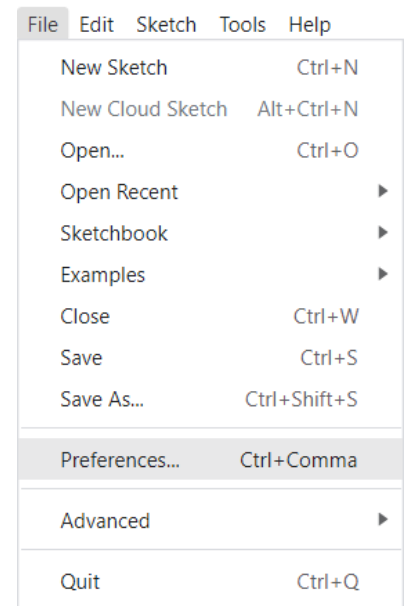 File Edit Sketch Tools Help
New Sketch Ctrl+N
New Cloud Sketch Alt+Ctrl+N
Open... Ctrl+O
Open Recent
Sketchbook
Examples
Close Ctrl+W
Save Ctrl+S
Save As... Ctrl+Shift+S
Preferences... Ctrl+Comma
Advanced
Quit Ctrl+Q